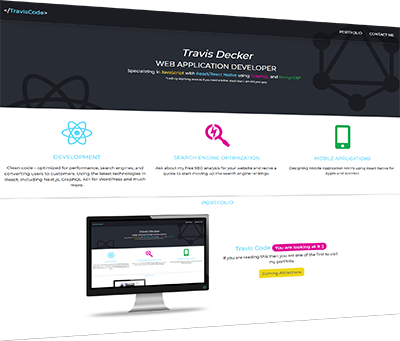 </TravisCode>
PORTFOLIO CONTACT ME
Travis Decker
WEB APPLICATION DEVELOPER
Specializing in JavaScript with React/React Native using GraphQL and MongoDB
DEVELOPMENT
Clean code - optimized for performance, search engines, and
converting users to customers. Using the latest technologies in
React, including Next.js, GraphQL API for WordPress and much
more.
SEARCH ENGINE OPTIMIZATION
Ask about my free SEO analysis for your website and receive a
quote to start moving up the search engine rankings.
MOBILE APPLICATIONS
Designing Mobile Application MVPs using React Native for
Apple and Android
PORTFOLIO
Travis Decker
Travis Code You are looking at it :)
If you are reading this then you are one of the first to visit
my portfolio
Coming Attractions